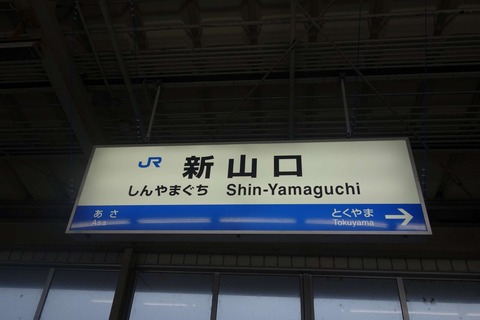 JR 新山口
しんやまぐち Shin-Yamaguchi
あさ とくやま
Asa Tokuyama